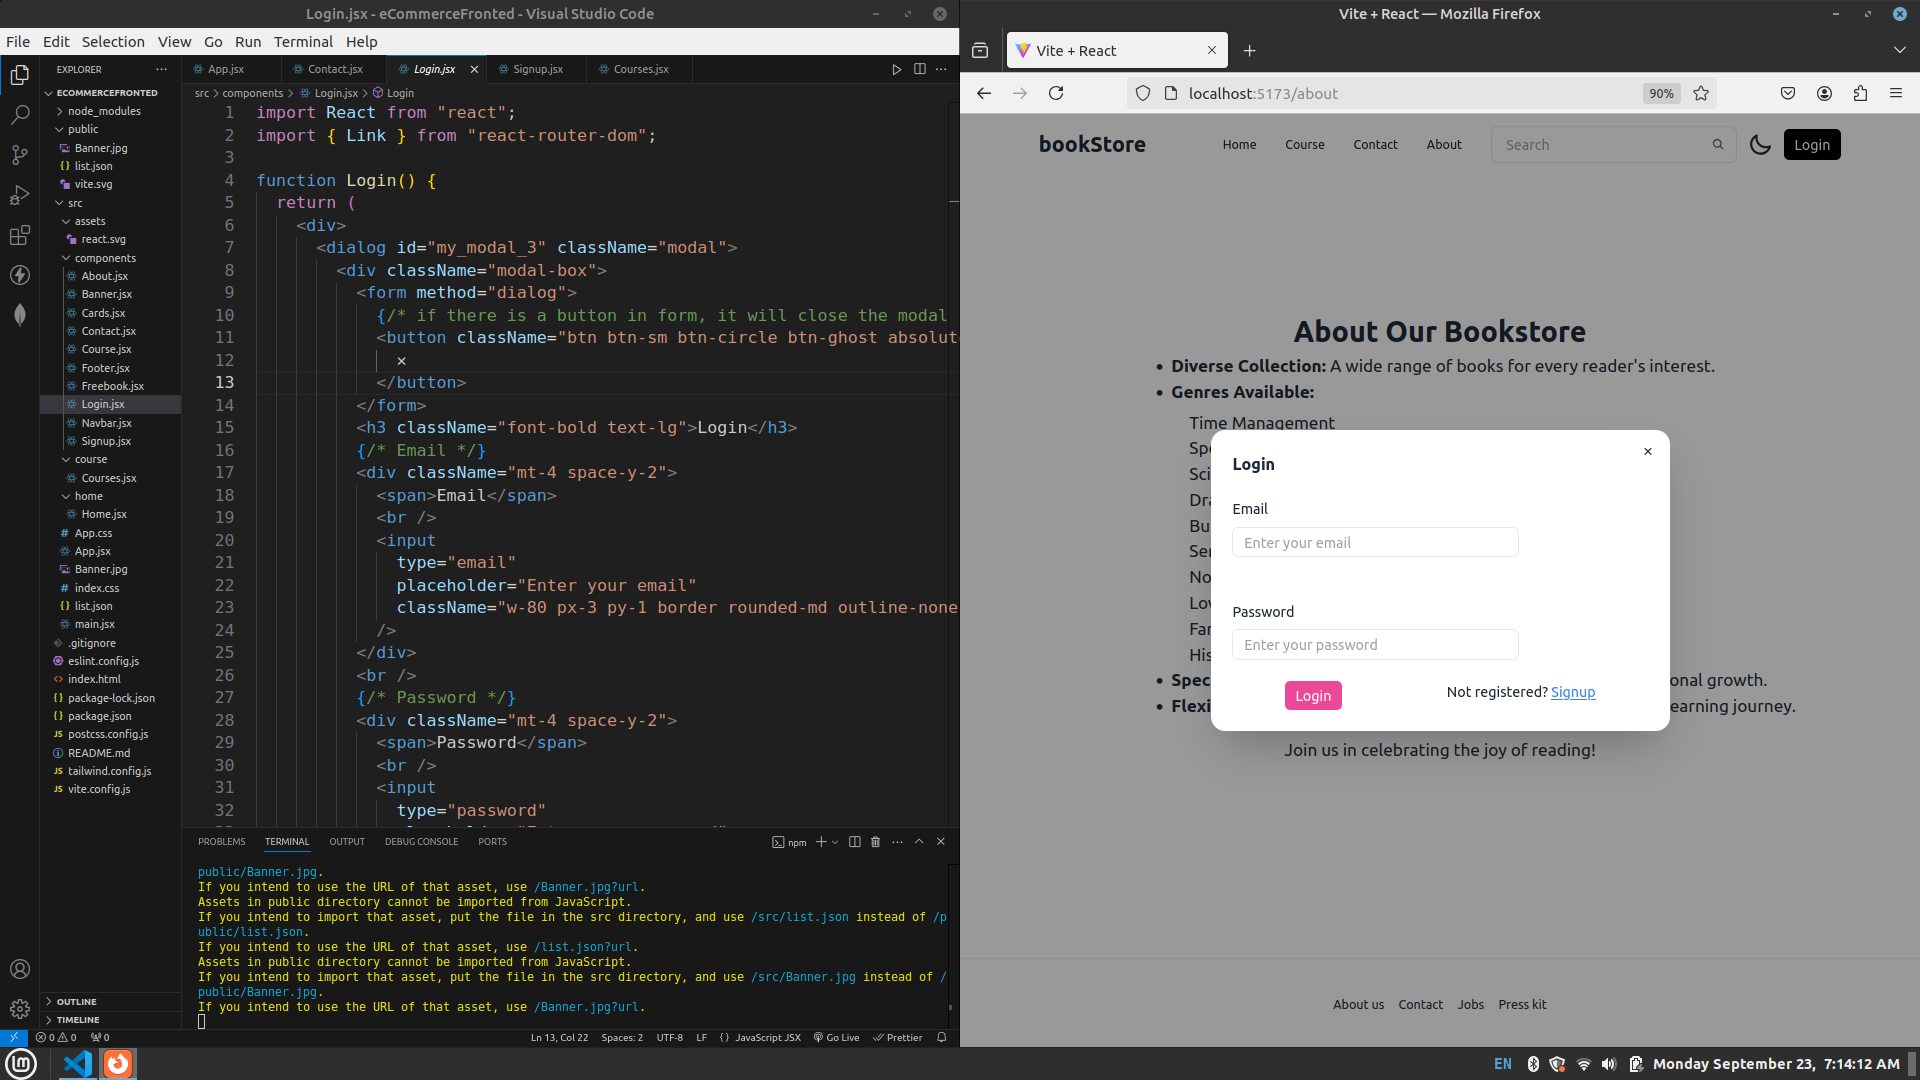 Login.jsx - eCommerceFronted - Visual Studio Code
File Edit Selection View Go Run Terminal Help
EXPLORER
App.jsx
Contact.jsx
Login.jsx
Signup.jsx
Courses.jsx
src > components > Login.jsx > Login
ECOMMERCEFRONTED
node_modules
public
Banner.jpg
list.json
vite.svg
src
assets
react.svg
components
About.jsx
Banner.jsx
Cards.jsx
Contact.jsx
Course.jsx
Footer.jsx
Freebook.jsx
Login.jsx
Navbar.jsx
Signup.jsx
course
Courses.jsx
home
Home.jsx
App.css
App.jsx
Banner.jpg
index.css
list.json
main.jsx
.gitignore
eslint.config.js
index.html
package-lock.json
package.json
postcss.config.js
README.md
tailwind.config.js
vite.config.js
OUTLINE
TIMELINE
1 import React from "react";
2 import { Link } from "react-router-dom";
3
4 function Login() {
5 return (
6 <div>
7 <dialog id="my_modal_3" className="modal">
8 <div className="modal-box">
9 <form method="dialog">
10 {/* if there is a button in form, it will close the modal
11 <button className="btn btn-sm btn-circle btn-ghost absolut
12 ✕
13 </button>
14 </form>
15 <h3 className="font-bold text-lg">Login</h3>
16 {/* Email */}
17 <div className="mt-4 space-y-2">
18 <span>Email</span>
19 <br />
20 <input
21 type="email"
22 placeholder="Enter your email"
23 className="w-80 px-3 py-1 border rounded-md outline-none
24 />
25 </div>
26 <br />
27 {/* Password */}
28 <div className="mt-4 space-y-2">
29 <span>Password</span>
30 <br />
31 <input
32 type="password"
PROBLEMS TERMINAL OUTPUT DEBUG CONSOLE PORTS
npm
public/Banner.jpg.
If you intend to use the URL of that asset, use /Banner.jpg?url.
Assets in public directory cannot be imported from JavaScript.
If you intend to import that asset, put the file in the src directory, and use /src/list.json instead of /p
ublic/list.json.
If you intend to use the URL of that asset, use /list.json?url.
Assets in public directory cannot be imported from JavaScript.
If you intend to import that asset, put the file in the src directory, and use /src/Banner.jpg instead of /
public/Banner.jpg.
If you intend to use the URL of that asset, use /Banner.jpg?url.
0 0 0
Ln 13, Col 22 Spaces: 2 UTF-8 LF { } JavaScript JSX Go Live Prettier
Vite + React — Mozilla Firefox
Vite + React
localhost:5173/about
90%
bookStore
Home Course Contact About
Search
Login
About Our Bookstore
• Diverse Collection: A wide range of books for every reader's interest.
• Genres Available:
Time Management
Sci
Dra
Bu
No
His
Login
Email
Enter your email
Password
Enter your password
Login
Not registered? Signup
• Spec onal growth.
• Flexi earning journey.
Join us in celebrating the joy of reading!
About us Contact Jobs Press kit
EN
Monday September 23, 7:14:12 AM